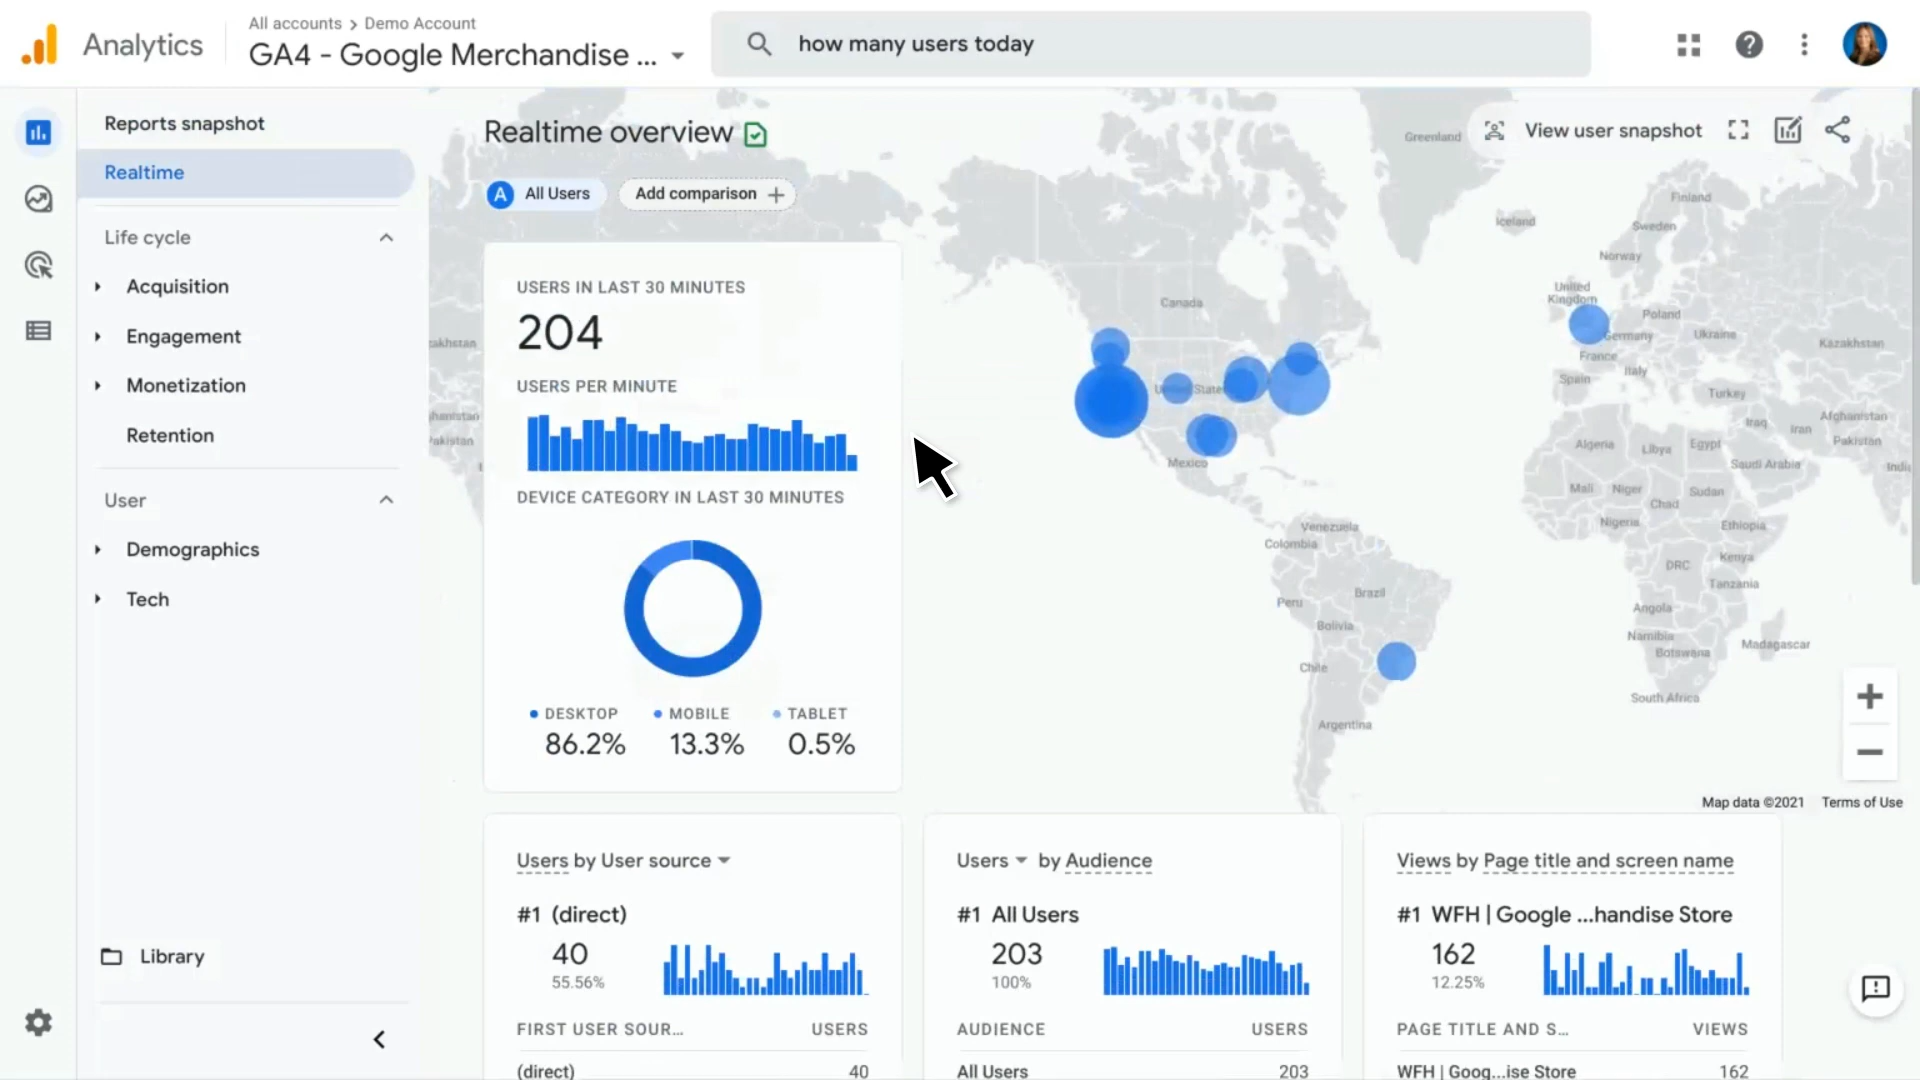 Analytics
All accounts > Demo Account
GA4 - Google Merchandise ...
how many users today
Reports snapshot
Realtime
Life cycle
Acquisition
Engagement
Monetization
Retention
User
Demographics
Tech
Library
Realtime overview
A All Users
Add comparison +
View user snapshot
USERS IN LAST 30 MINUTES
204
USERS PER MINUTE
DEVICE CATEGORY IN LAST 30 MINUTES
DESKTOP MOBILE TABLET
86.2% 13.3% 0.5%
Greenland
Iceland
Finland
Sweden
Norway
United
Kingdom
Poland
Germany
Ukraine
Kazakhstan
France
Italy
Spain
Turkey
Afghanistan
Iraq
Iran
Pakistan
Algeria
Libya
Egypt
Saudi Arabia
Mali
Niger
Chad
Sudan
Nigeria
Ethiopia
DRC
Kenya
Tanzania
Angola
Namibia
Botswana
Madagascar
South Africa
Canada
United States
Mexico
Venezuela
Colombia
Peru
Brazil
Bolivia
Chile
Argentina
Map data ©2021 Terms of Use
Users by User source
#1 (direct)
40
55.56%
FIRST USER SOUR... USERS
(direct) 40
Users by Audience
#1 All Users
203
100%
AUDIENCE USERS
All Users 203
Views by Page title and screen name
#1 WFH | Google ...handise Store
162
12.25%
PAGE TITLE AND S... VIEWS
WFH | Goog...ise Store 162